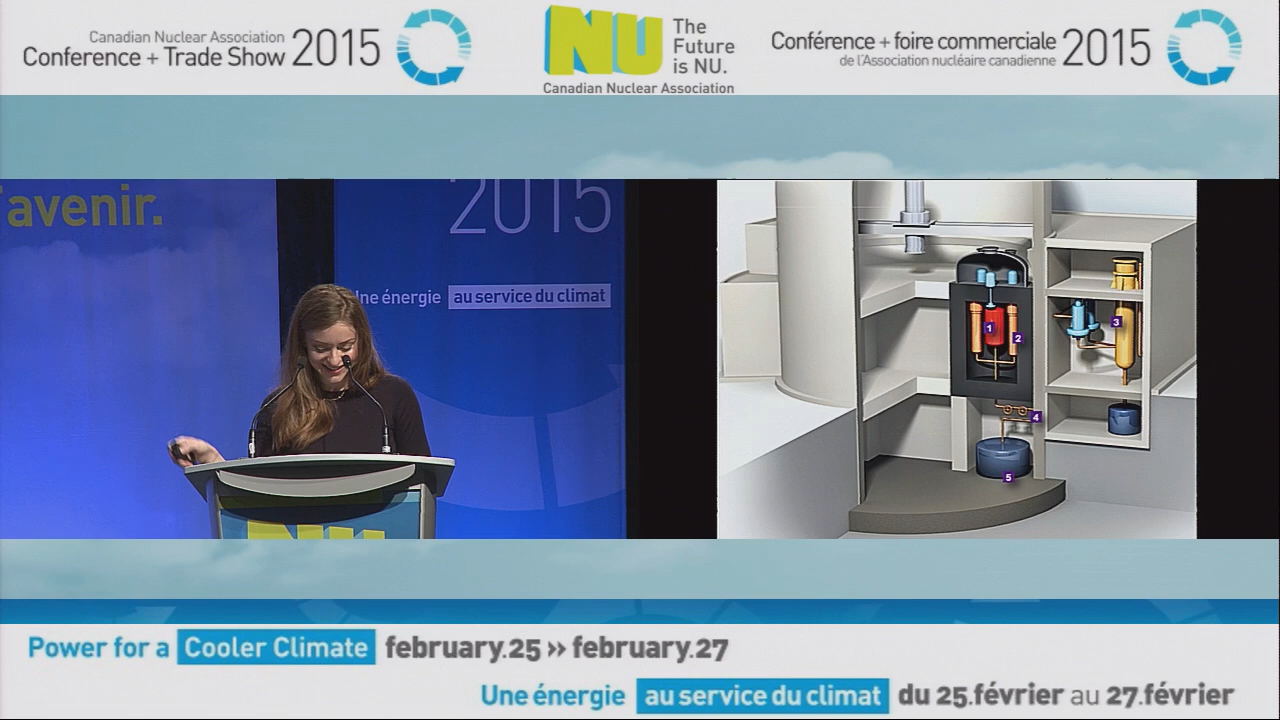 Canadian Nuclear Association
Conference + Trade Show 2015
NU The Future is NU.
Canadian Nuclear Association
Conférence + foire commerciale 2015
de l'Association nucléaire canadienne
'avenir.
2015
Une énergie au service du climat
NU
1
2
3
4
5
Power for a Cooler Climate february.25 ›› february.27
Une énergie au service du climat du 25.février au 27.février